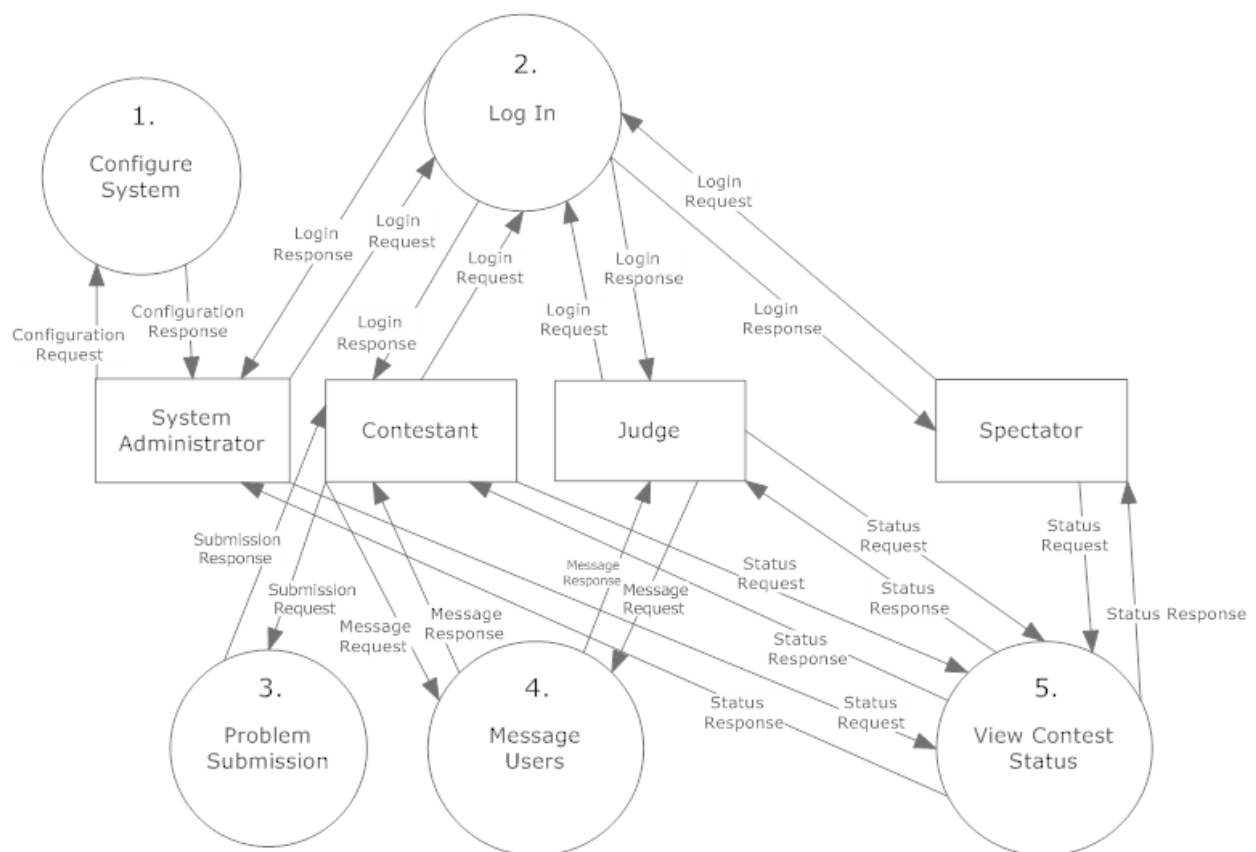 2.
Log In
1.
Configure
System
Login
Request
Login
Response
Login
Request
Login
Request
Login
Response
Configuration
Response
Configuration
Request
Login
Response
Login
Request
Login
Response
System
Administrator
Contestant
Judge
Spectator
Submission
Response
Status
Request
Status
Request
Message
Response
Status
Request
Submission
Request
Message
Request
Status
Response
Message
Response
Message
Request
Status Response
Status
Response
3.
Problem
Submission
4.
Message
Users
Status
Response
Status
Request
5.
View Contest
Status